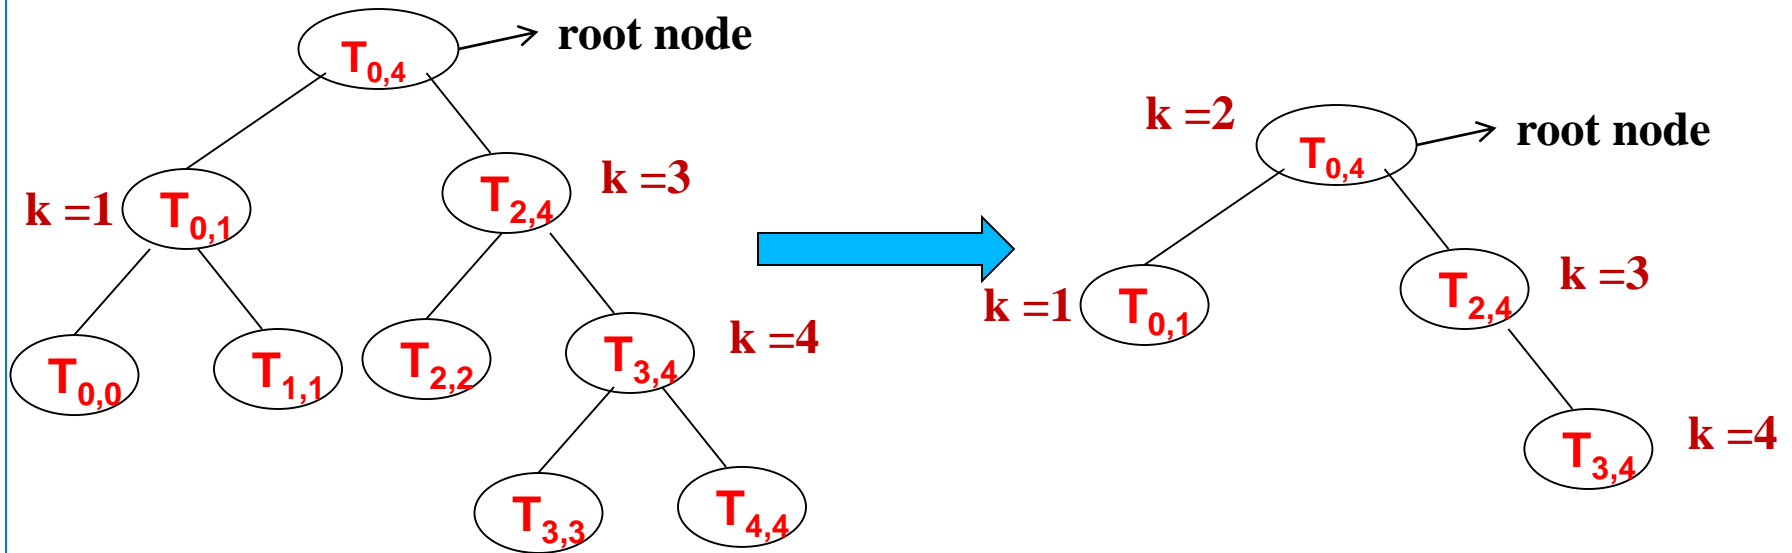 T0,4
root node
k =1
T0,1
T2,4
k =3
T0,0
T1,1
T2,2
T3,4
k =4
T3,3
T4,4
k =2
T0,4
root node
k =1
T0,1
T2,4
k =3
T3,4
k =4